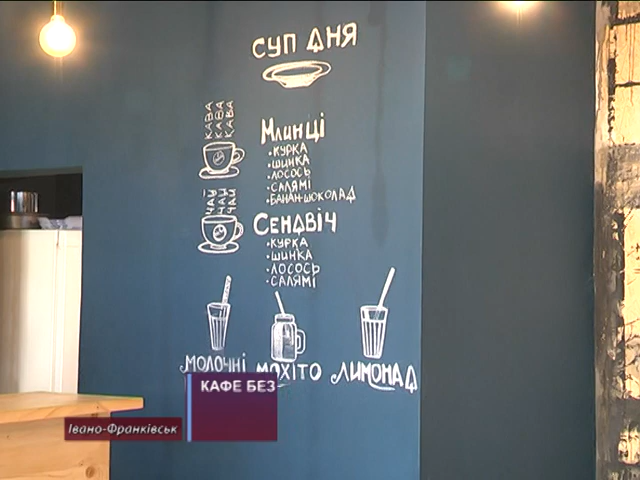 СУП ДНЯ
КАВА КАВА КАВА
МЛИНЦІ
•КУРКА
•ШИНКА
•ЛОСОСЬ
•САЛЯМІ
•БАНАН-ШОКОЛАД
ЧАЙ ЧАЙ ЧАЙ
СЕНДВІЧ
•КУРКА
•ШИНКА
•ЛОСОСЬ
•САЛЯМІ
МОЛОЧНІ МОХІТО ЛИМОНАД
КАФЕ БЕЗ
Івано-Франківськ